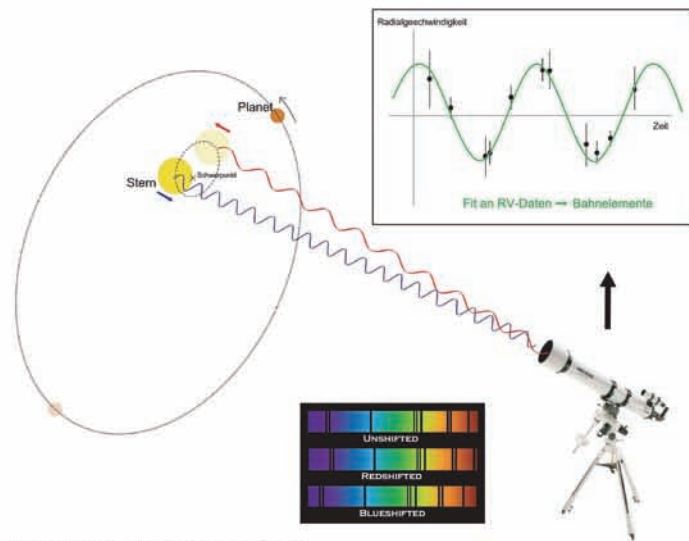 Radialgeschwindigkeit
Zeit
Fit an RV-Daten → Bahnelemente
Planet
Schwerpunkt
Stern
UNSHIFTED
REDSHIFTED
BLUESHIFTED